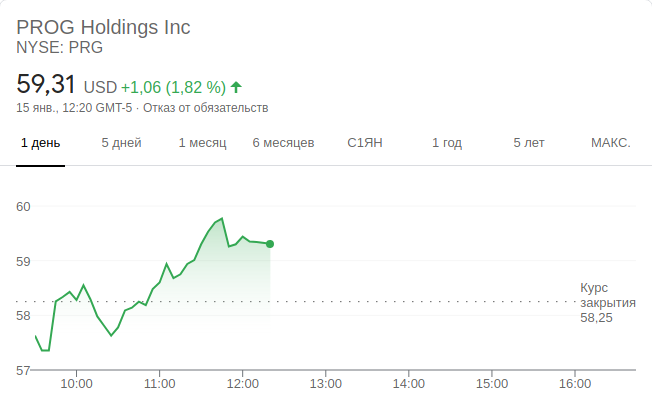 PROG Holdings Inc
NYSE: PRG
59,31 USD +1,06 (1,82 %)
15 янв., 12:20 GMT-5 · Отказ от обязательств
1 день 5 дней 1 месяц 6 месяцев С1ЯН 1 год 5 лет МАКС.
60
59
58
57
Курс
закрытия
58,25
10:00 11:00 12:00 13:00 14:00 15:00 16:00